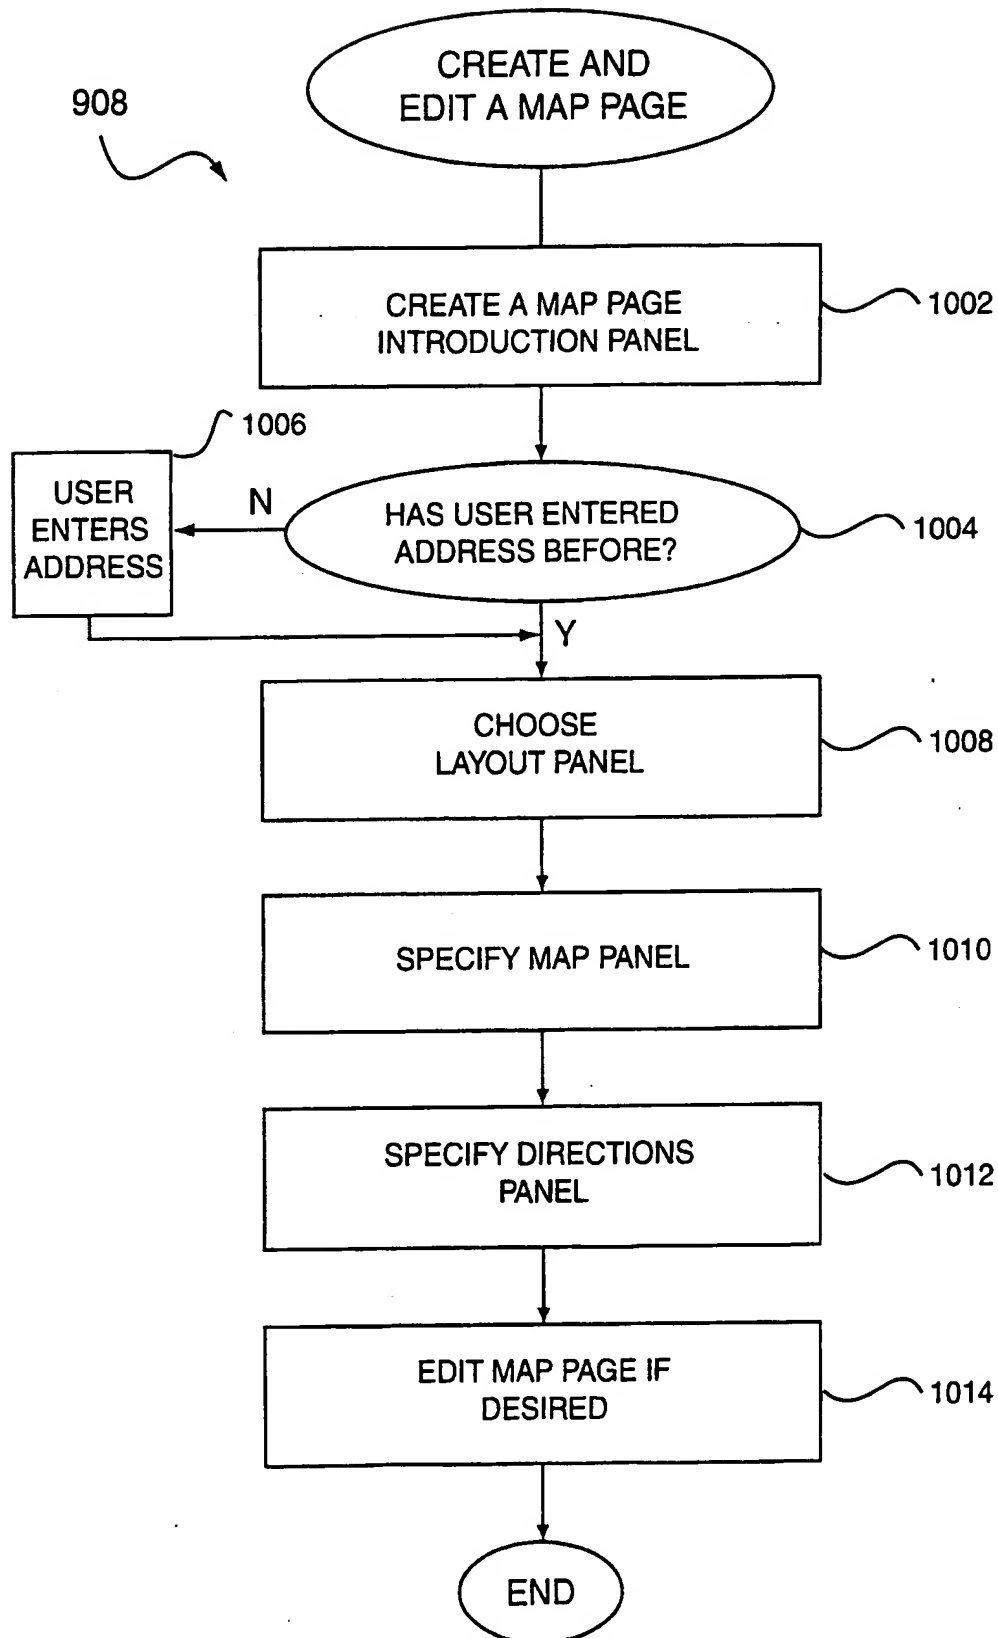 CREATE AND
EDIT A MAP PAGE
908
CREATE A MAP PAGE
INTRODUCTION PANEL
1002
1006
USER
ENTERS
ADDRESS
N
HAS USER ENTERED
ADDRESS BEFORE?
1004
Y
CHOOSE
LAYOUT PANEL
1008
SPECIFY MAP PANEL
1010
SPECIFY DIRECTIONS
PANEL
1012
EDIT MAP PAGE IF
DESIRED
1014
END